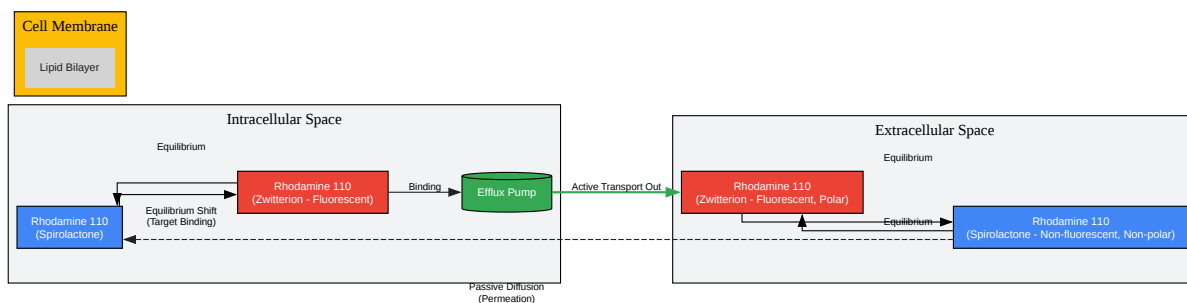 Cell Membrane
Lipid Bilayer
Intracellular Space
Equilibrium
Rhodamine 110
(Zwitterion - Fluorescent)
Binding
Efflux Pump
Active Transport Out
Equilibrium Shift
(Target Binding)
Rhodamine 110
(Spirolactone)
Passive Diffusion
(Permeation)
Extracellular Space
Equilibrium
Rhodamine 110
(Zwitterion - Fluorescent, Polar)
Equilibrium
Rhodamine 110
(Spirolactone - Non-fluorescent, Non-polar)